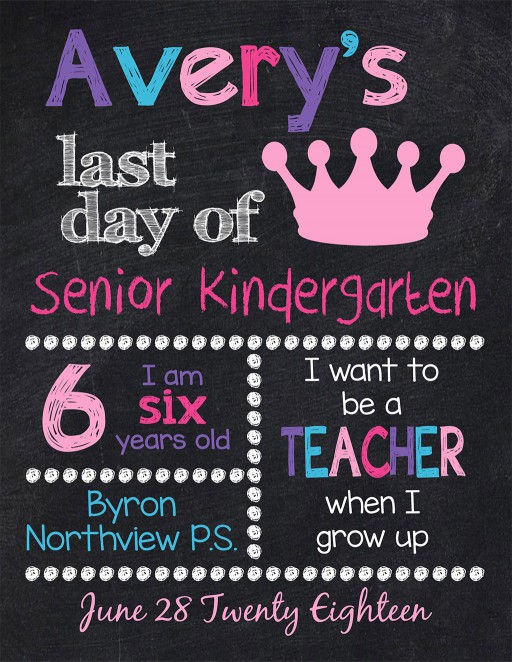 Avery's
last
day of
Senior Kindergarten
6
I am
six
years old
Byron
Northview P.S.
I want to
be a
TEACHER
when I
grow up
June 28 Twenty Eighteen